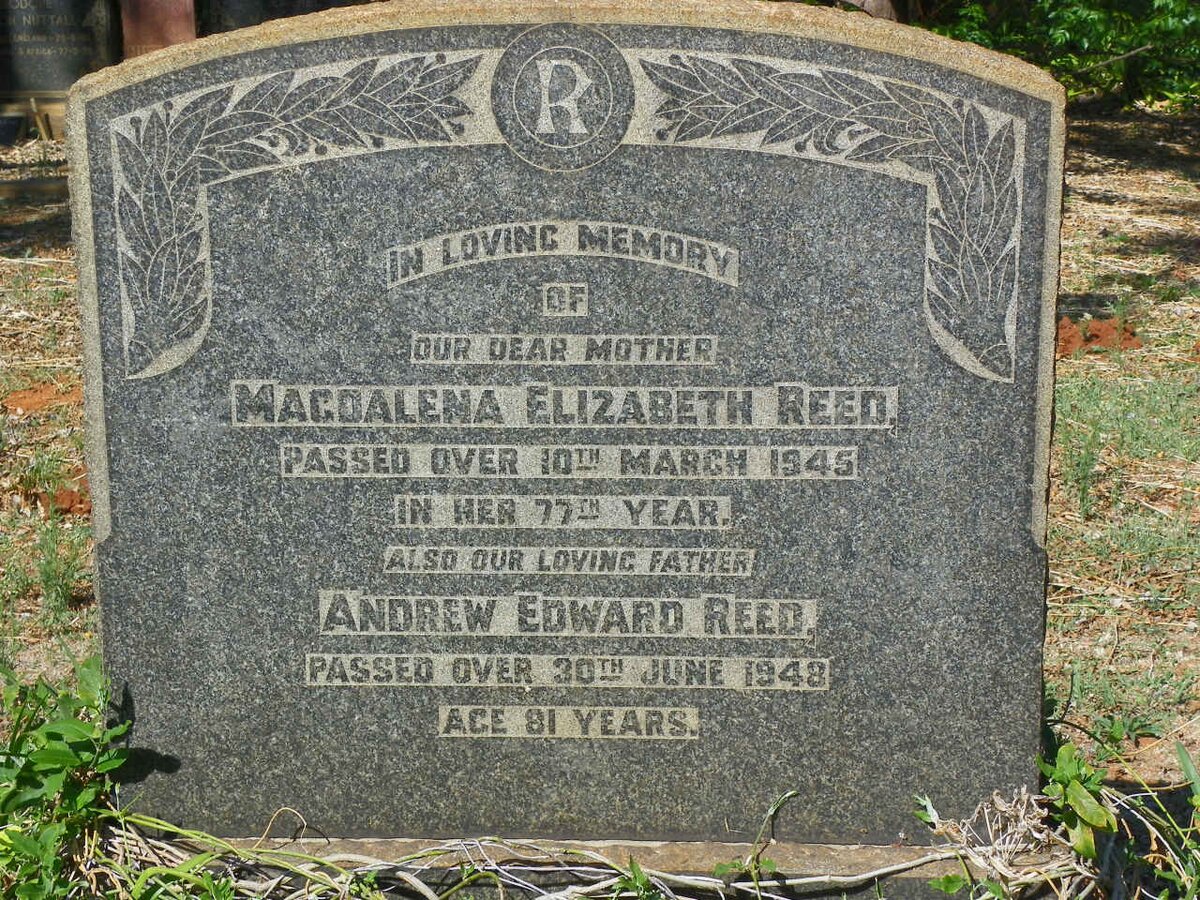 NUTTALL
R
IN LOVING MEMORY
OF
OUR DEAR MOTHER
MAGDALENA ELIZABETH REED,
PASSED OVER 10TH MARCH 1945
IN HER 77TH YEAR.
ALSO OUR LOVING FATHER
ANDREW EDWARD REED,
PASSED OVER 30TH JUNE 1948
AGE 81 YEARS.